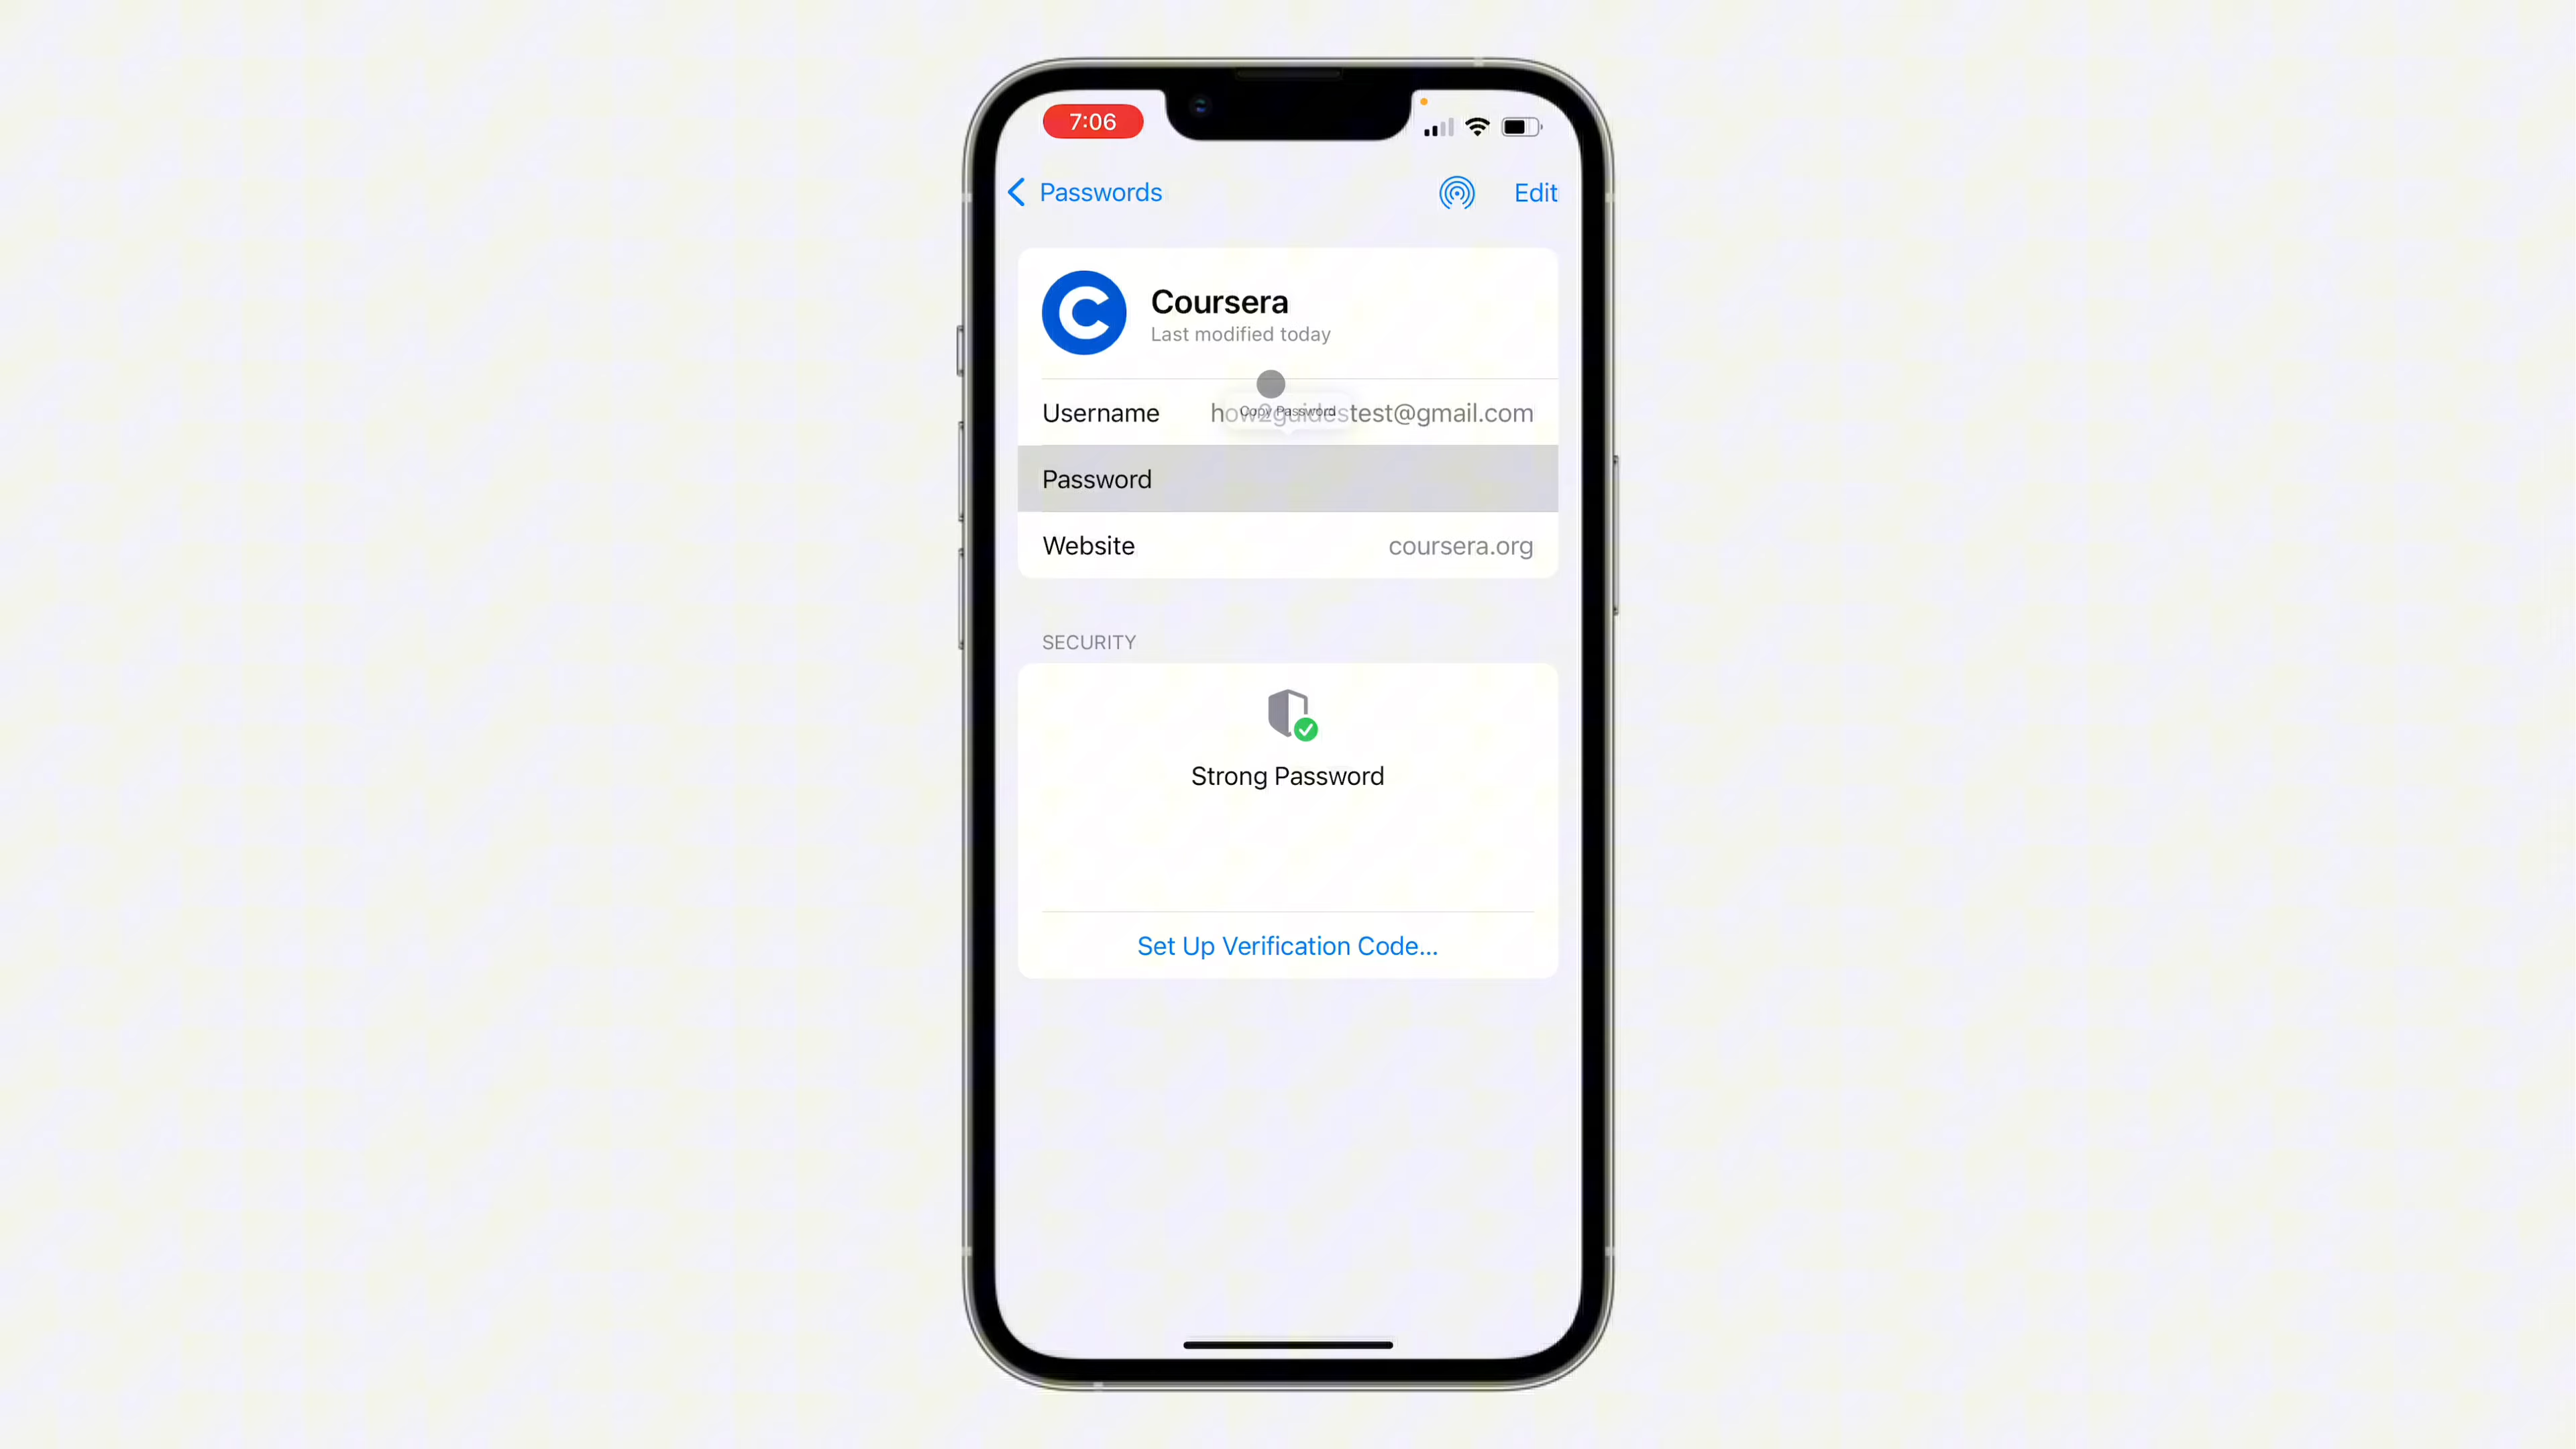 7:06
Passwords
Edit
Coursera
Last modified today
Copy Password
Username how2guidestest@gmail.com
Password
Website coursera.org
SECURITY
Strong Password
Set Up Verification Code...